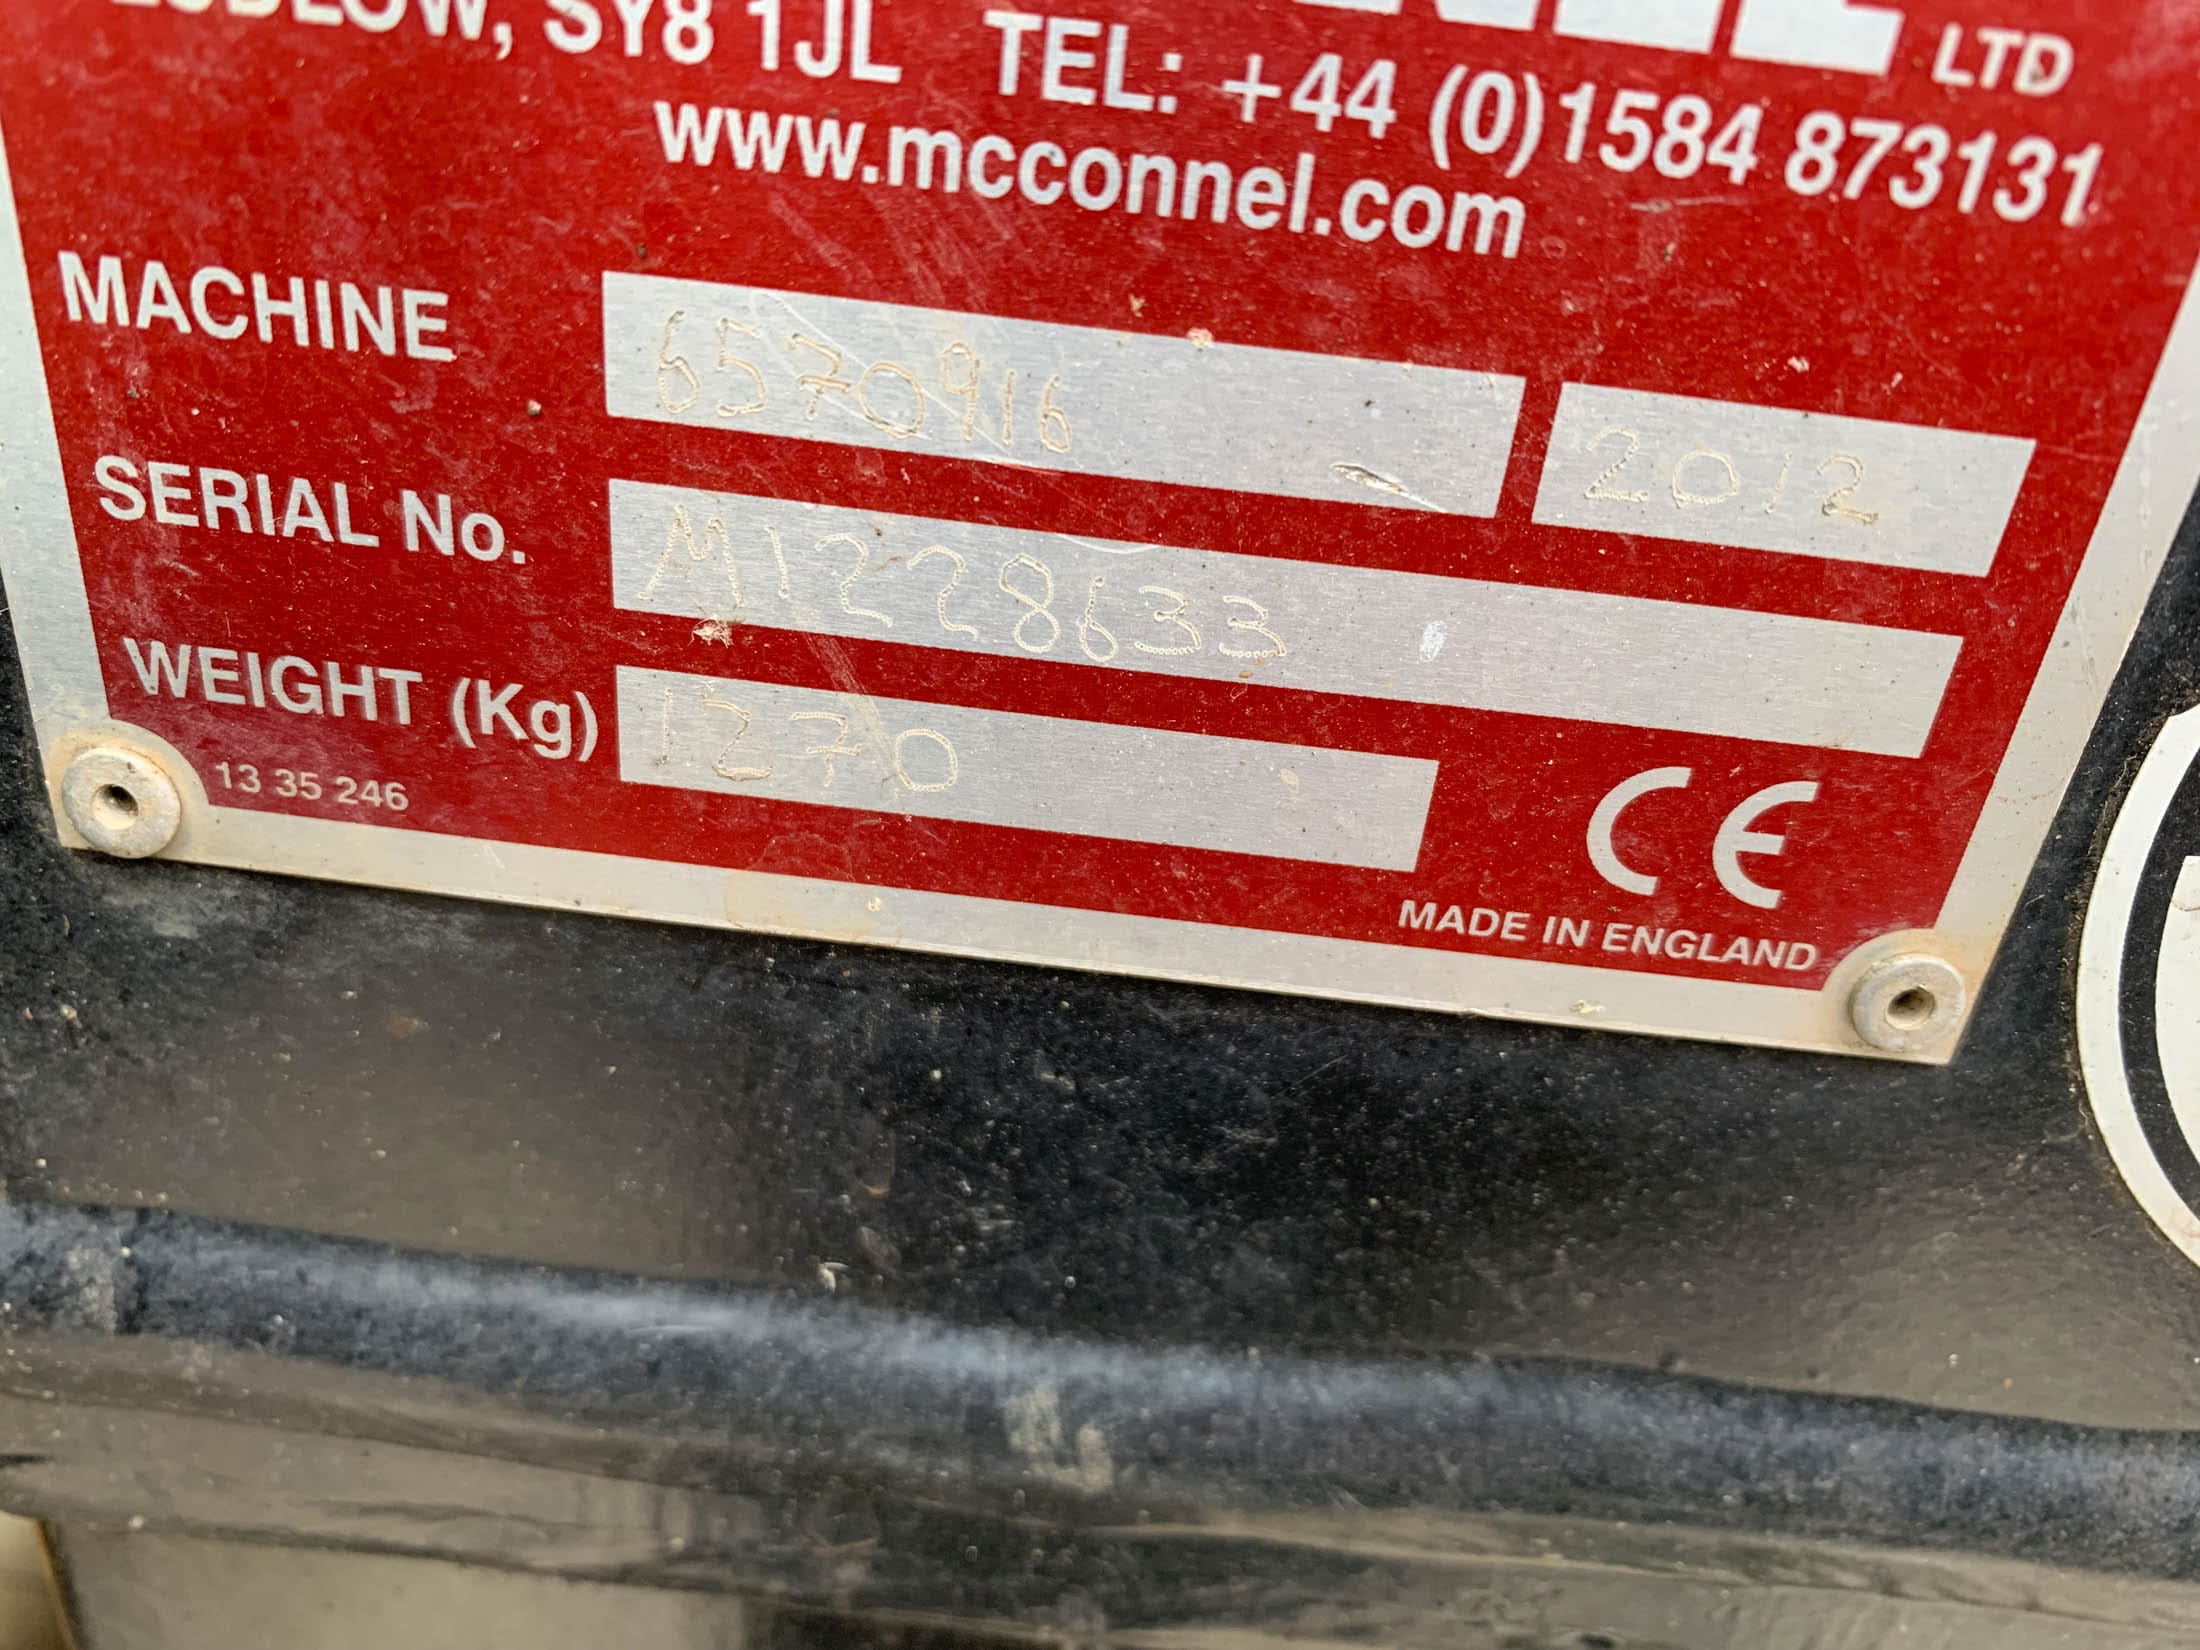 LTD
LUDLOW, SY8 1JL TEL: +44 (0)1584 873131
www.mcconnel.com
MACHINE 6570916 2012
SERIAL No. M1228633
WEIGHT (Kg) 1270
13 35 246
CE
MADE IN ENGLAND